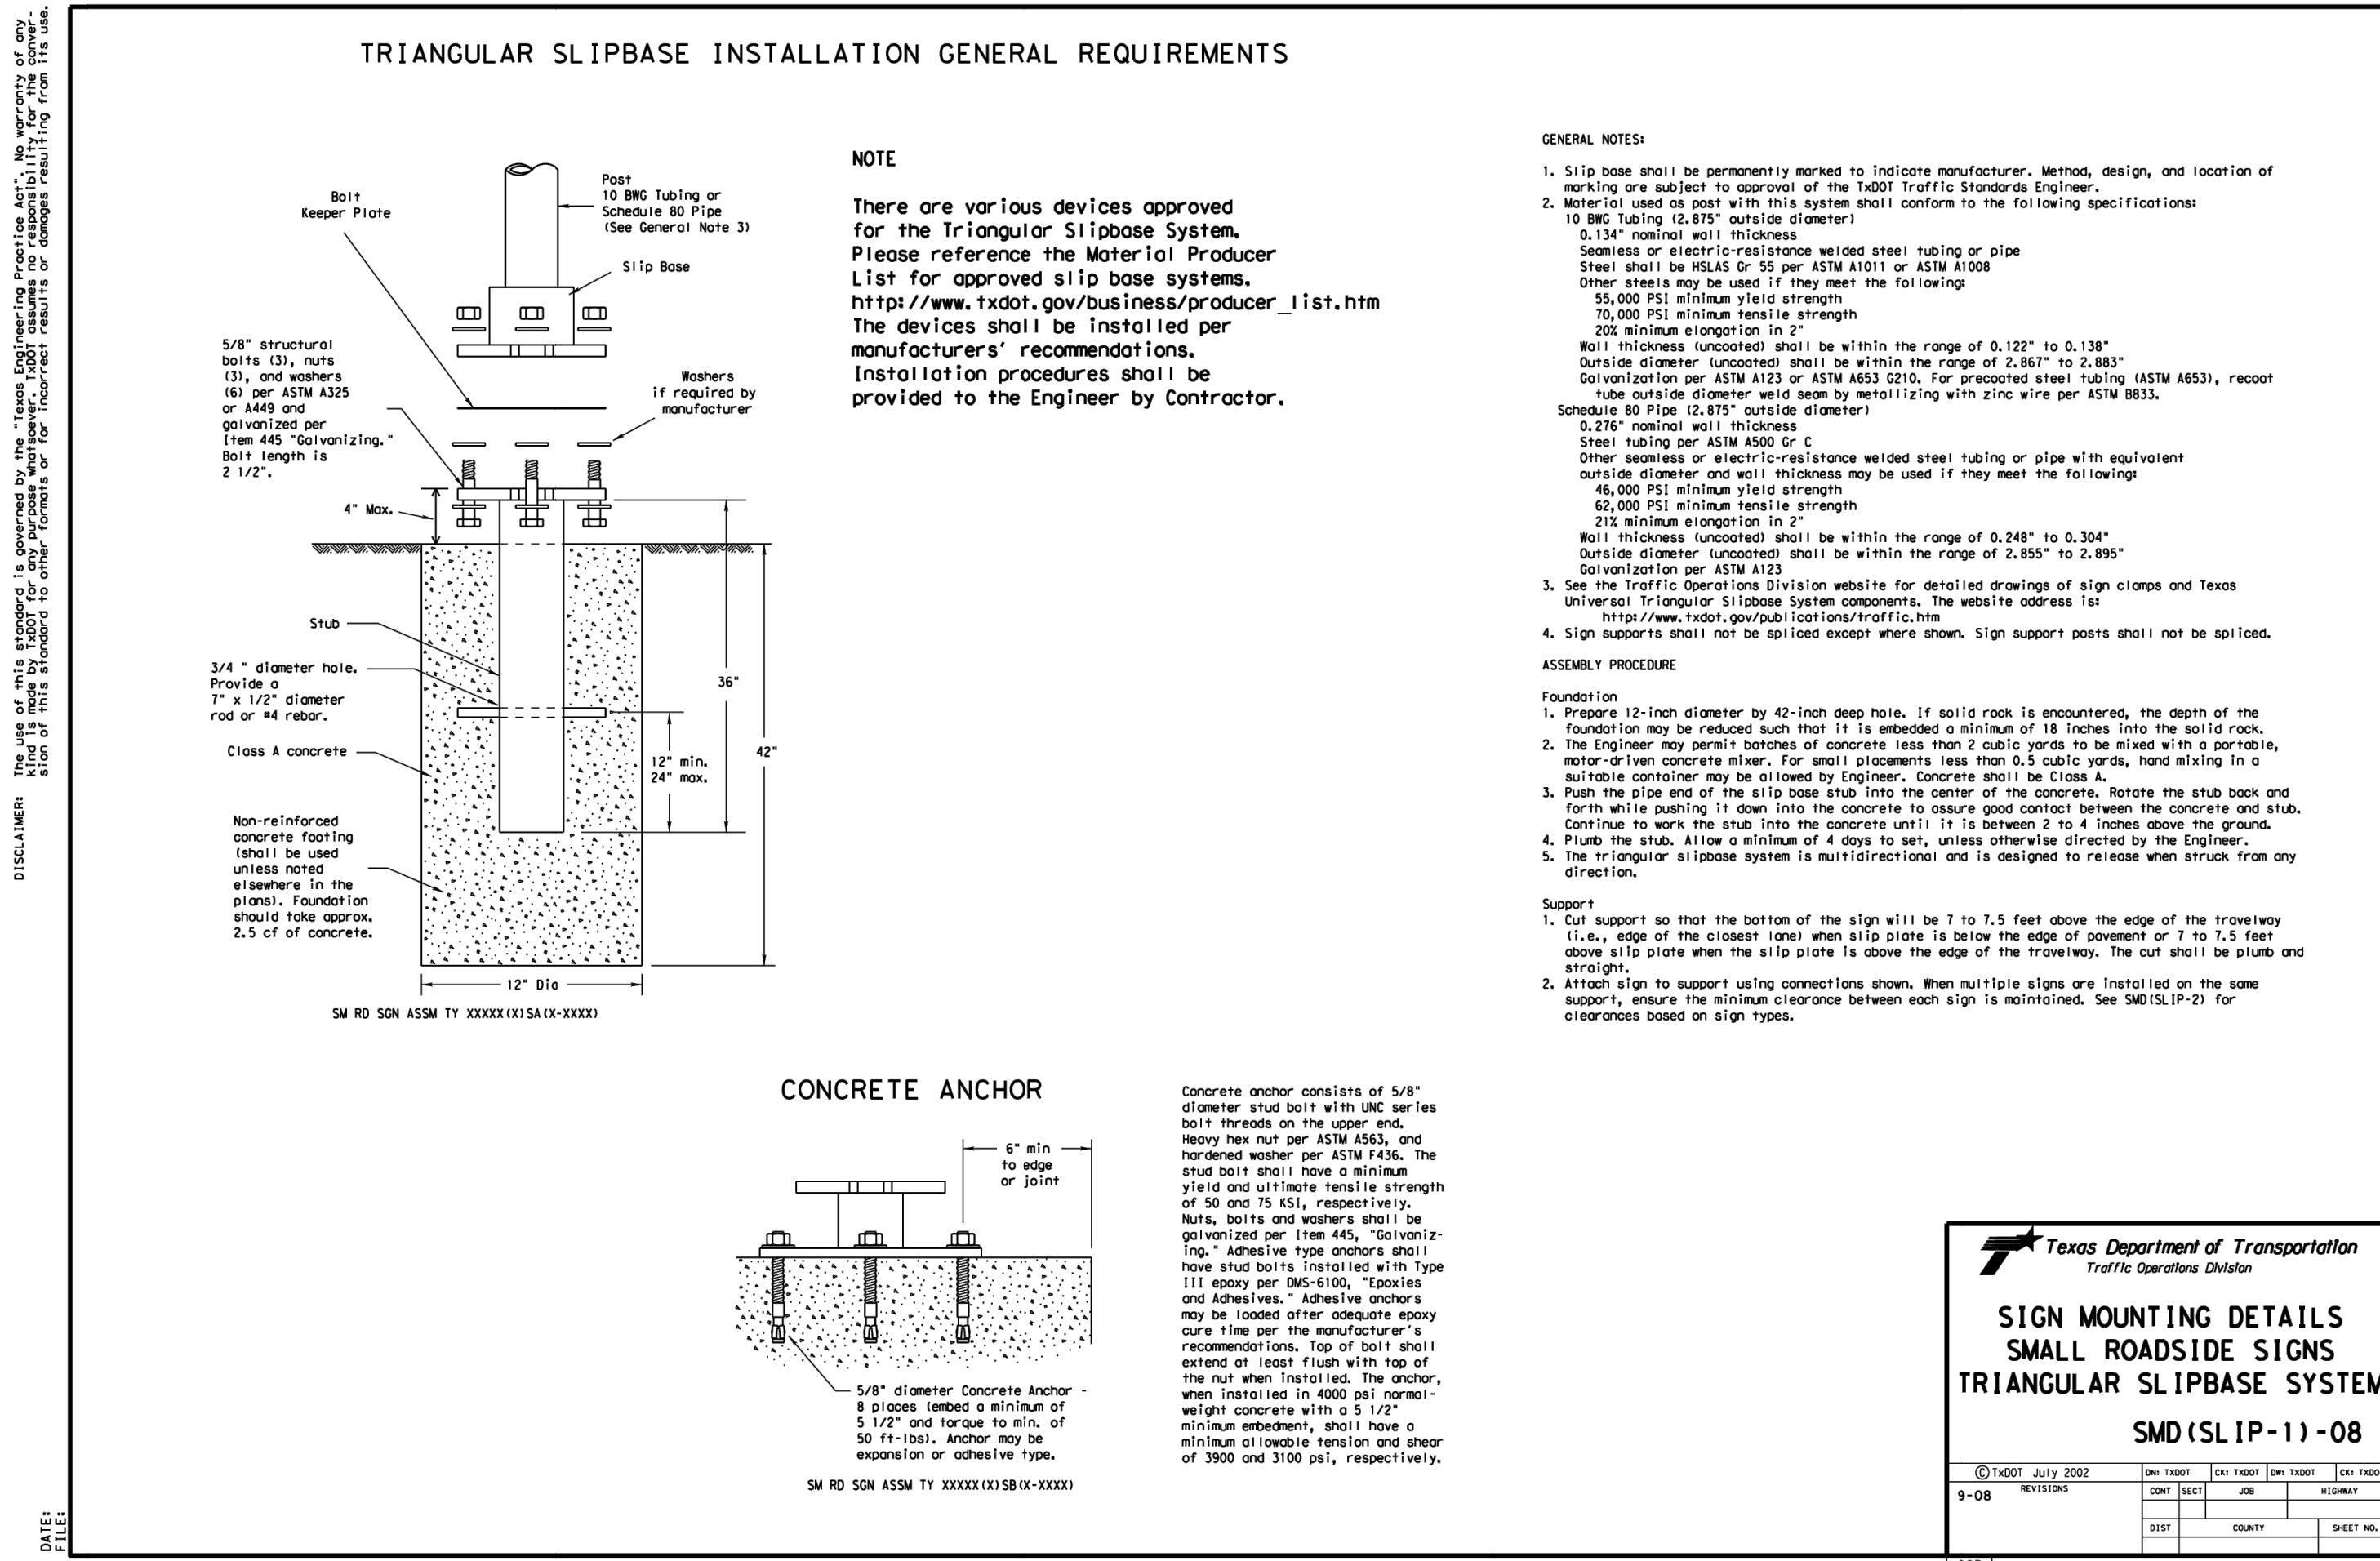 TRIANGULAR SLIPBASE INSTALLATION GENERAL REQUIREMENTS
Bolt
Keeper Plate
Post
10 BWG Tubing or
Schedule 80 Pipe
(See General Note 3)
Slip Base
5/8" structural
bolts (3), nuts
(3), and washers
(6) per ASTM A325
or A449 and
galvanized per
Item 445 "Galvanizing."
Bolt length is
2 1/2".
Washers
if required by
manufacturer
4" Max.
Stub
3/4 " diameter hole.
Provide a
7" x 1/2" diameter
rod or #4 rebar.
36"
Class A concrete
12" min.
24" max.
42"
Non-reinforced
concrete footing
(shall be used
unless noted
elsewhere in the
plans). Foundation
should take approx.
2.5 cf of concrete.
12" Dia
SM RD SGN ASSM TY XXXXX(X)SA(X-XXXX)
NOTE
There are various devices approved
for the Triangular Slipbase System.
Please reference the Material Producer
List for approved slip base systems.
http://www.txdot.gov/business/producer_list.htm
The devices shall be installed per
manufacturers' recommendations.
Installation procedures shall be
provided to the Engineer by Contractor.
GENERAL NOTES:
1. Slip base shall be permanently marked to indicate manufacturer. Method, design, and location of
marking are subject to approval of the TxDOT Traffic Standards Engineer.
2. Material used as post with this system shall conform to the following specifications:
10 BWG Tubing (2.875" outside diameter)
0.134" nominal wall thickness
Seamless or electric-resistance welded steel tubing or pipe
Steel shall be HSLAS Gr 55 per ASTM A1011 or ASTM A1008
Other steels may be used if they meet the following:
55,000 PSI minimum yield strength
70,000 PSI minimum tensile strength
20% minimum elongation in 2"
Wall thickness (uncoated) shall be within the range of 0.122" to 0.138"
Outside diameter (uncoated) shall be within the range of 2.867" to 2.883"
Galvanization per ASTM A123 or ASTM A653 G210. For precoated steel tubing (ASTM A653), recoat
tube outside diameter weld seam by metallizing with zinc wire per ASTM B833.
Schedule 80 Pipe (2.875" outside diameter)
0.276" nominal wall thickness
Steel tubing per ASTM A500 Gr C
Other seamless or electric-resistance welded steel tubing or pipe with equivalent
outside diameter and wall thickness may be used if they meet the following:
46,000 PSI minimum yield strength
62,000 PSI minimum tensile strength
21% minimum elongation in 2"
Wall thickness (uncoated) shall be within the range of 0.248" to 0.304"
Outside diameter (uncoated) shall be within the range of 2.855" to 2.895"
Galvanization per ASTM A123
3. See the Traffic Operations Division website for detailed drawings of sign clamps and Texas
Universal Triangular Slipbase System components. The website address is:
http://www.txdot.gov/publications/traffic.htm
4. Sign supports shall not be spliced except where shown. Sign support posts shall not be spliced.
ASSEMBLY PROCEDURE
Foundation
1. Prepare 12-inch diameter by 42-inch deep hole. If solid rock is encountered, the depth of the
foundation may be reduced such that it is embedded a minimum of 18 inches into the solid rock.
2. The Engineer may permit batches of concrete less than 2 cubic yards to be mixed with a portable,
motor-driven concrete mixer. For small placements less than 0.5 cubic yards, hand mixing in a
suitable container may be allowed by Engineer. Concrete shall be Class A.
3. Push the pipe end of the slip base stub into the center of the concrete. Rotate the stub back and
forth while pushing it down into the concrete to assure good contact between the concrete and stub.
Continue to work the stub into the concrete until it is between 2 to 4 inches above the ground.
4. Plumb the stub. Allow a minimum of 4 days to set, unless otherwise directed by the Engineer.
5. The triangular slipbase system is multidirectional and is designed to release when struck from any
direction.
Support
1. Cut support so that the bottom of the sign will be 7 to 7.5 feet above the edge of the travelway
(i.e., edge of the closest lane) when slip plate is below the edge of pavement or 7 to 7.5 feet
above slip plate when the slip plate is above the edge of the travelway. The cut shall be plumb and
straight.
2. Attach sign to support using connections shown. When multiple signs are installed on the same
support, ensure the minimum clearance between each sign is maintained. See SMD(SLIP-2) for
clearances based on sign types.
CONCRETE ANCHOR
6" min
to edge
or joint
5/8" diameter Concrete Anchor -
8 places (embed a minimum of
5 1/2" and torque to min. of
50 ft-lbs). Anchor may be
expansion or adhesive type.
SM RD SGN ASSM TY XXXXX(X)SB(X-XXXX)
Concrete anchor consists of 5/8"
diameter stud bolt with UNC series
bolt threads on the upper end.
Heavy hex nut per ASTM A563, and
hardened washer per ASTM F436. The
stud bolt shall have a minimum
yield and ultimate tensile strength
of 50 and 75 KSI, respectively.
Nuts, bolts and washers shall be
galvanized per Item 445, "Galvaniz-
ing." Adhesive type anchors shall
have stud bolts installed with Type
III epoxy per DMS-6100, "Epoxies
and Adhesives." Adhesive anchors
may be loaded after adequate epoxy
cure time per the manufacturer's
recommendations. Top of bolt shall
extend at least flush with top of
the nut when installed. The anchor,
when installed in 4000 psi normal-
weight concrete with a 5 1/2"
minimum embedment, shall have a
minimum allowable tension and shear
of 3900 and 3100 psi, respectively.
Texas Department of Transportation
Traffic Operations Division
SIGN MOUNTING DETAILS
SMALL ROADSIDE SIGNS
TRIANGULAR SLIPBASE SYSTEM
SMD(SLIP-1)-08
© TxDOT July 2002
DN: TXDOT
CK: TXDOT
DW: TXDOT
CK: TXDO
9-08
REVISIONS
CONT
SECT
JOB
HIGHWAY
DIST
COUNTY
SHEET NO.
DISCLAIMER:
The use of this standard is governed by the "Texas Engineering Practice Act". No warranty of any
kind is made by TxDOT for any purpose whatsoever. TxDOT assumes no responsibility for the conver-
sion of this standard to other formats or for incorrect results or damages resulting from its use.
DATE:
FILE: